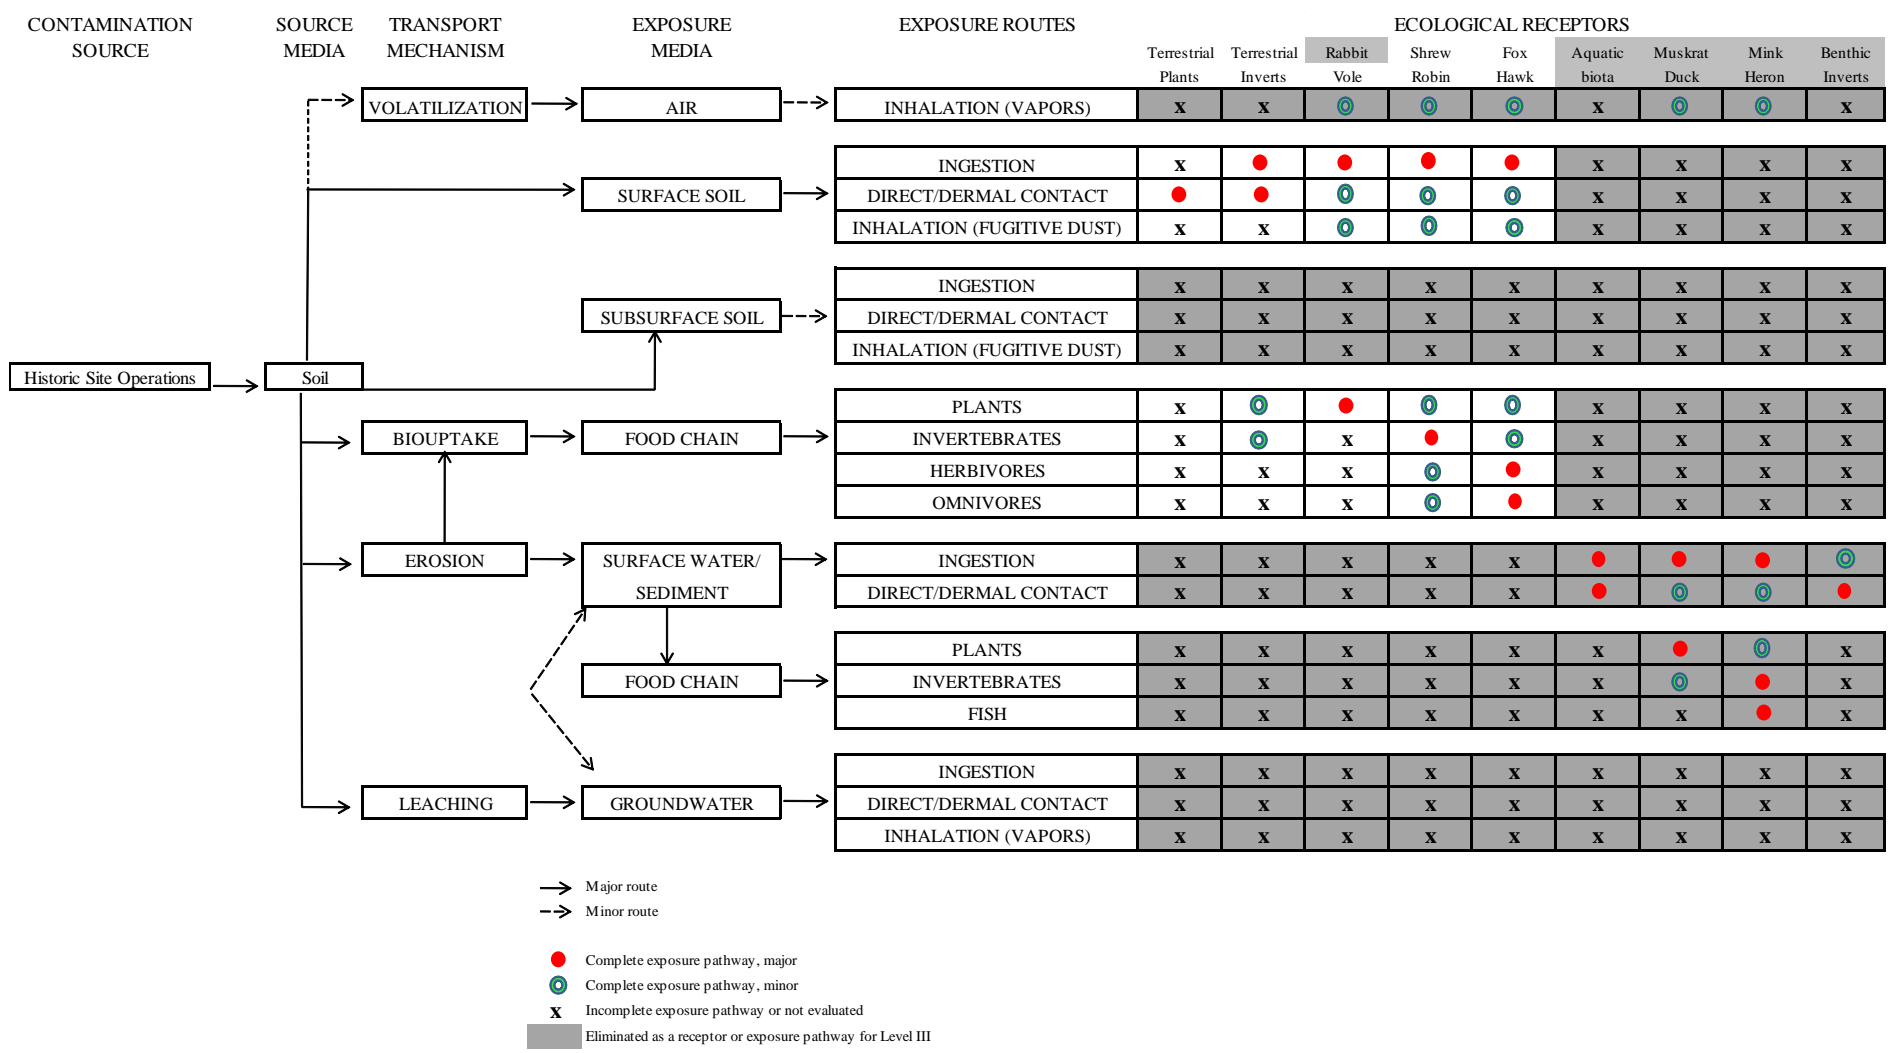 CONTAMINATION SOURCE TRANSPORT EXPOSURE EXPOSURE ROUTES ECOLOGICAL RECEPTORS
SOURCE MEDIA MECHANISM MEDIA Terrestrial Terrestrial Rabbit Shrew Fox Aquatic Muskrat Mink Benthic
Plants Inverts Vole Robin Hawk biota Duck Heron Inverts
VOLATILIZATION AIR INHALATION (VAPORS) x x x x
INGESTION x x x x x
SURFACE SOIL DIRECT/DERMAL CONTACT x x x x
INHALATION (FUGITIVE DUST) x x x x x x
INGESTION x x x x x x x x x
SUBSURFACE SOIL DIRECT/DERMAL CONTACT x x x x x x x x x
INHALATION (FUGITIVE DUST) x x x x x x x x x
Historic Site Operations Soil
PLANTS x x x x x
BIOUPTAKE FOOD CHAIN INVERTEBRATES x x x x x x
HERBIVORES x x x x x x x
OMNIVORES x x x x x x x
EROSION SURFACE WATER/ INGESTION x x x x x
SEDIMENT DIRECT/DERMAL CONTACT x x x x x
PLANTS x x x x x x x
FOOD CHAIN INVERTEBRATES x x x x x x x
FISH x x x x x x x x
INGESTION x x x x x x x x x
LEACHING GROUNDWATER DIRECT/DERMAL CONTACT x x x x x x x x x
INHALATION (VAPORS) x x x x x x x x x
Major route
Minor route
Complete exposure pathway, major
Complete exposure pathway, minor
x Incomplete exposure pathway or not evaluated
Eliminated as a receptor or exposure pathway for Level III